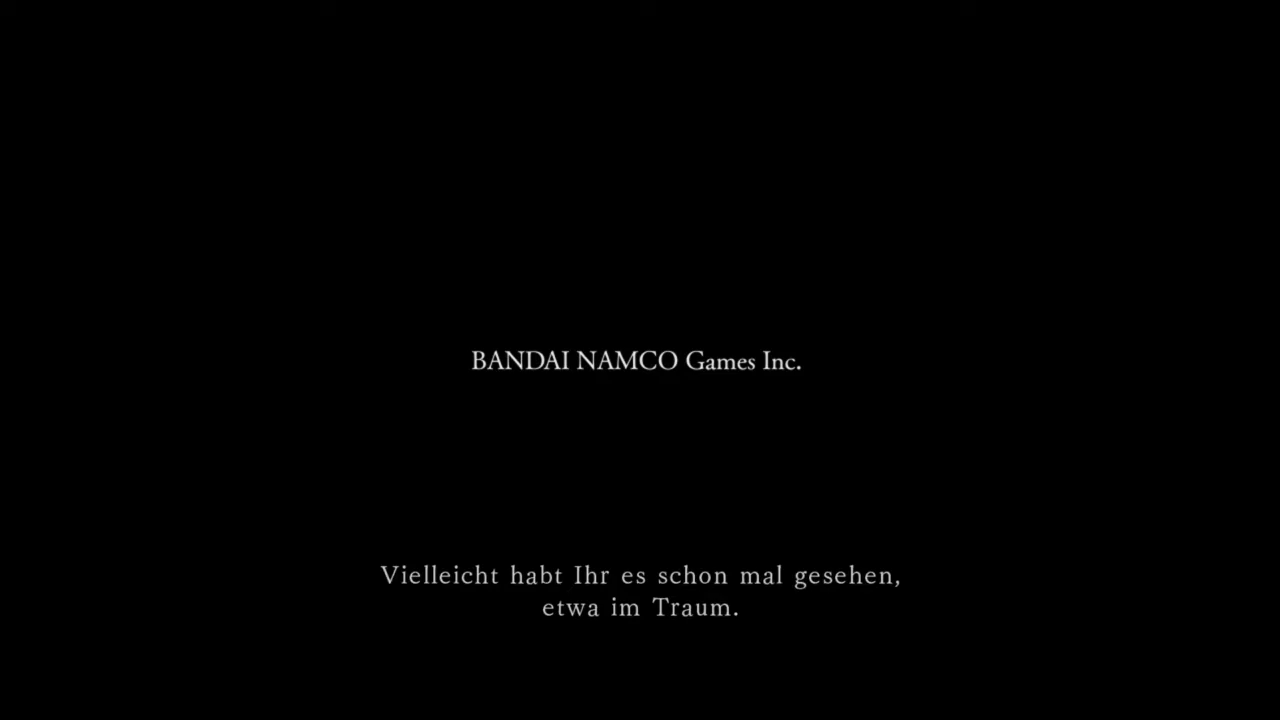 BANDAI NAMCO Games Inc.
Vielleicht habt Ihr es schon mal gesehen,
etwa im Traum.